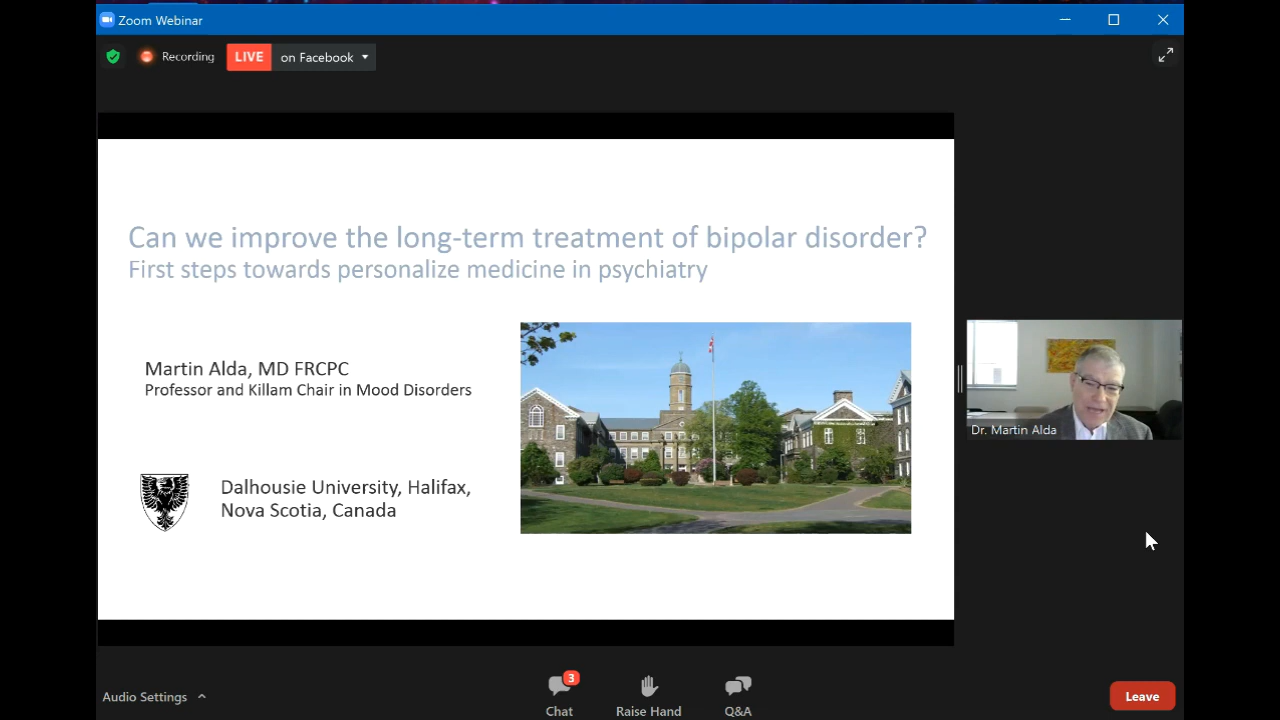 Zoom Webinar
Recording
LIVE
on Facebook
Can we improve the long-term treatment of bipolar disorder?
First steps towards personalize medicine in psychiatry
Martin Alda, MD FRCPC
Professor and Killam Chair in Mood Disorders
Dalhousie University, Halifax,
Nova Scotia, Canada
Dr. Martin Alda
Audio Settings
3
Chat
Raise Hand
Q&A
Leave